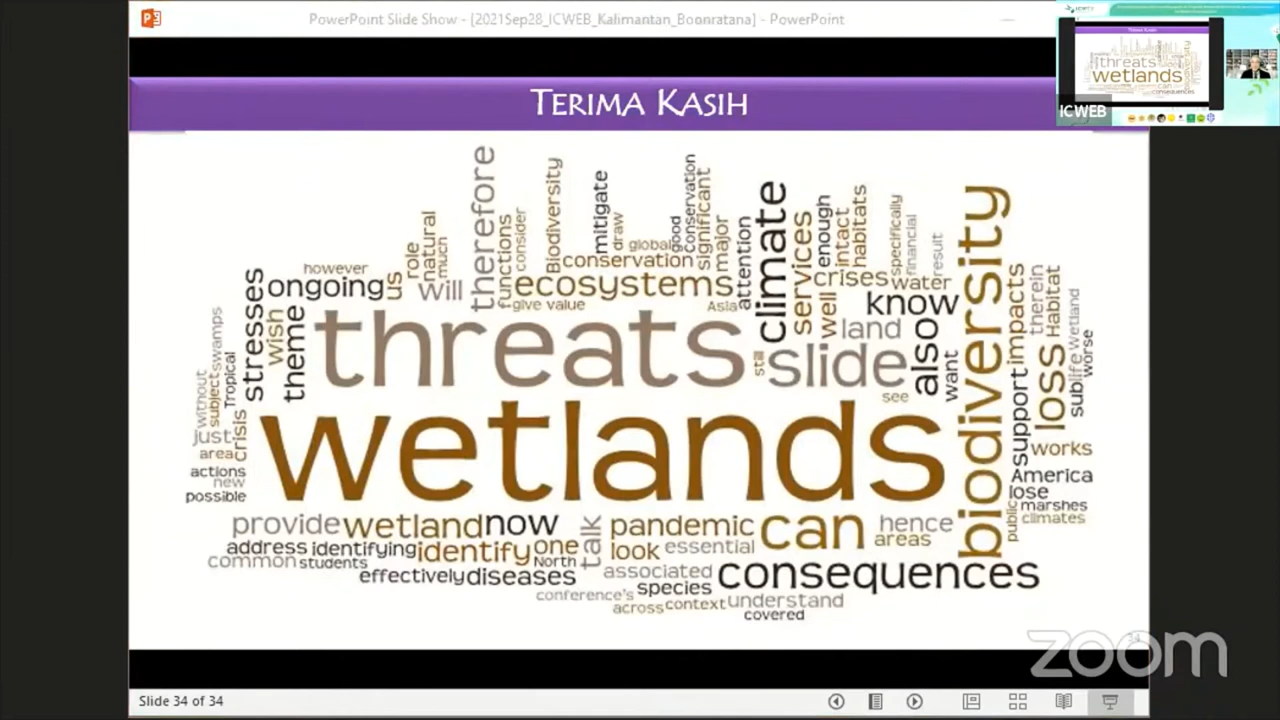 PowerPoint Slide Show - [2021Sep28_ICWEB_Kalimantan_Boonratana] - PowerPoint
TERIMA KASIH
ICWEB
therefore
Biodiversity
mitigate
draw
global
good
conservation
significant
major
attention
climate
services
enough
intact
habitats
specifically
financial
result
biodiversity
role
natural
much
functions
consider
conservation
however
ongoing
us
will
ecosystems
crises
water
well
know
give value
Asia
stresses
Wish
theme
threats
still
slide
land
also
want
see
impacts
therein
Habitat
wetland
worse
swamps
Tropical
without
subject
just
area
crisis
actions
new
possible
wetlands
support
loss
sublife
works
America
lose
marshes
public
climates
provide
wetland
now
talk
pandemic
can
hence
areas
address
identifying
identify
one
look
essential
common
students
North
effectively
diseases
associated
consequences
conference's
species
across
context
understand
covered
34
zoom
Slide 34 of 34